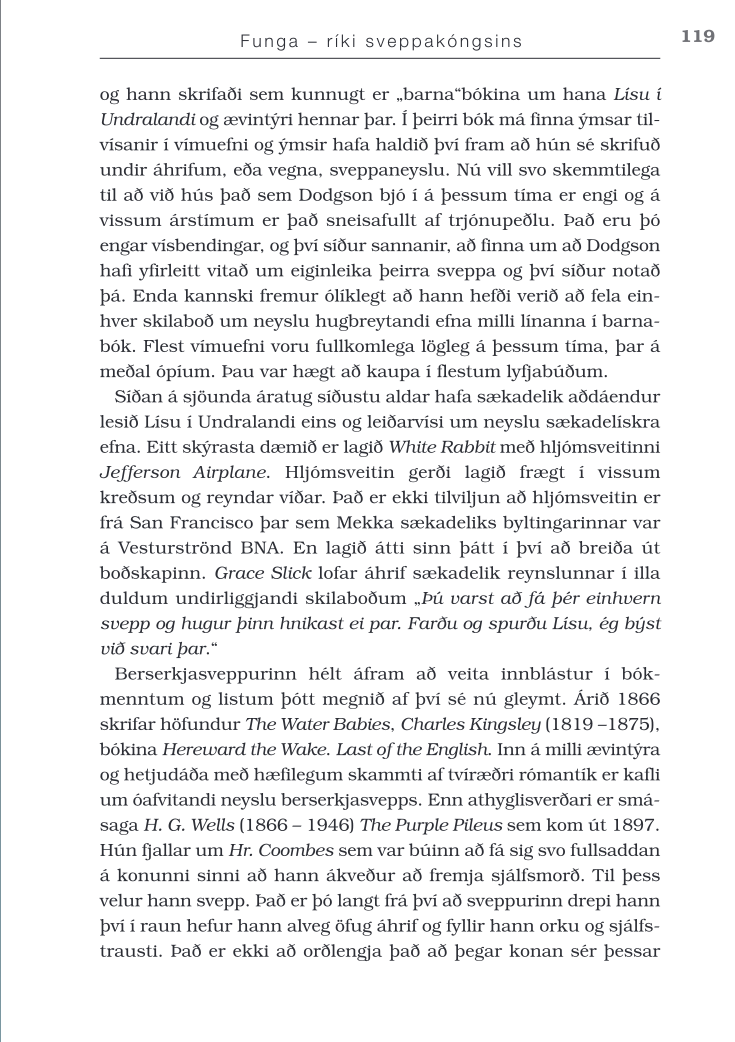 Funga – ríki sveppakóngsins
119
og hann skrifaði sem kunnugt er „barna“bókina um hana Lísu í
Undralandi og ævintýri hennar þar. Í þeirri bók má finna ýmsar til-
vísanir í vímuefni og ýmsir hafa haldið því fram að hún sé skrifuð
undir áhrifum, eða vegna, sveppaneyslu. Nú vill svo skemmtilega
til að við hús það sem Dodgson bjó í á þessum tíma er engi og á
vissum árstímum er það sneisafullt af trjónupeðlu. Það eru þó
engar vísbendingar, og því síður sannanir, að finna um að Dodgson
hafi yfirleitt vitað um eiginleika þeirra sveppa og því síður notað
þá. Enda kannski fremur ólíklegt að hann hefði verið að fela ein-
hver skilaboð um neyslu hugbreytandi efna milli línanna í barna-
bók. Flest vímuefni voru fullkomlega lögleg á þessum tíma, þar á
meðal ópíum. Þau var hægt að kaupa í flestum lyfjabúðum.
Síðan á sjöunda áratug síðustu aldar hafa sækadelik aðdáendur
lesið Lísu í Undralandi eins og leiðarvísi um neyslu sækadelískra
efna. Eitt skýrasta dæmið er lagið White Rabbit með hljómsveitinni
Jefferson Airplane. Hljómsveitin gerði lagið frægt í vissum
kreðsum og reyndar víðar. Það er ekki tilviljun að hljómsveitin er
frá San Francisco þar sem Mekka sækadeliks byltingarinnar var
á Vesturströnd BNA. En lagið átti sinn þátt í því að breiða út
boðskapinn. Grace Slick lofar áhrif sækadelik reynslunnar í illa
duldum undirliggjandi skilaboðum „Þú varst að fá þér einhvern
svepp og hugur þinn hnikast ei par. Farðu og spurðu Lísu, ég býst
við svari þar.“
Berserkjasveppurinn hélt áfram að veita innblástur í bók-
menntum og listum þótt megnið af því sé nú gleymt. Árið 1866
skrifar höfundur The Water Babies, Charles Kingsley (1819 –1875),
bókina Hereward the Wake. Last of the English. Inn á milli ævintýra
og hetjudáða með hæfilegum skammti af tvíræðri rómantík er kafli
um óafvitandi neyslu berserkjasvepps. Enn athyglisverðari er smá-
saga H. G. Wells (1866 – 1946) The Purple Pileus sem kom út 1897.
Hún fjallar um Hr. Coombes sem var búinn að fá sig svo fullsaddan
á konunni sinni að hann ákveður að fremja sjálfsmorð. Til þess
velur hann svepp. Það er þó langt frá því að sveppurinn drepi hann
því í raun hefur hann alveg öfug áhrif og fyllir hann orku og sjálfs-
trausti. Það er ekki að orðlengja það að þegar konan sér þessar